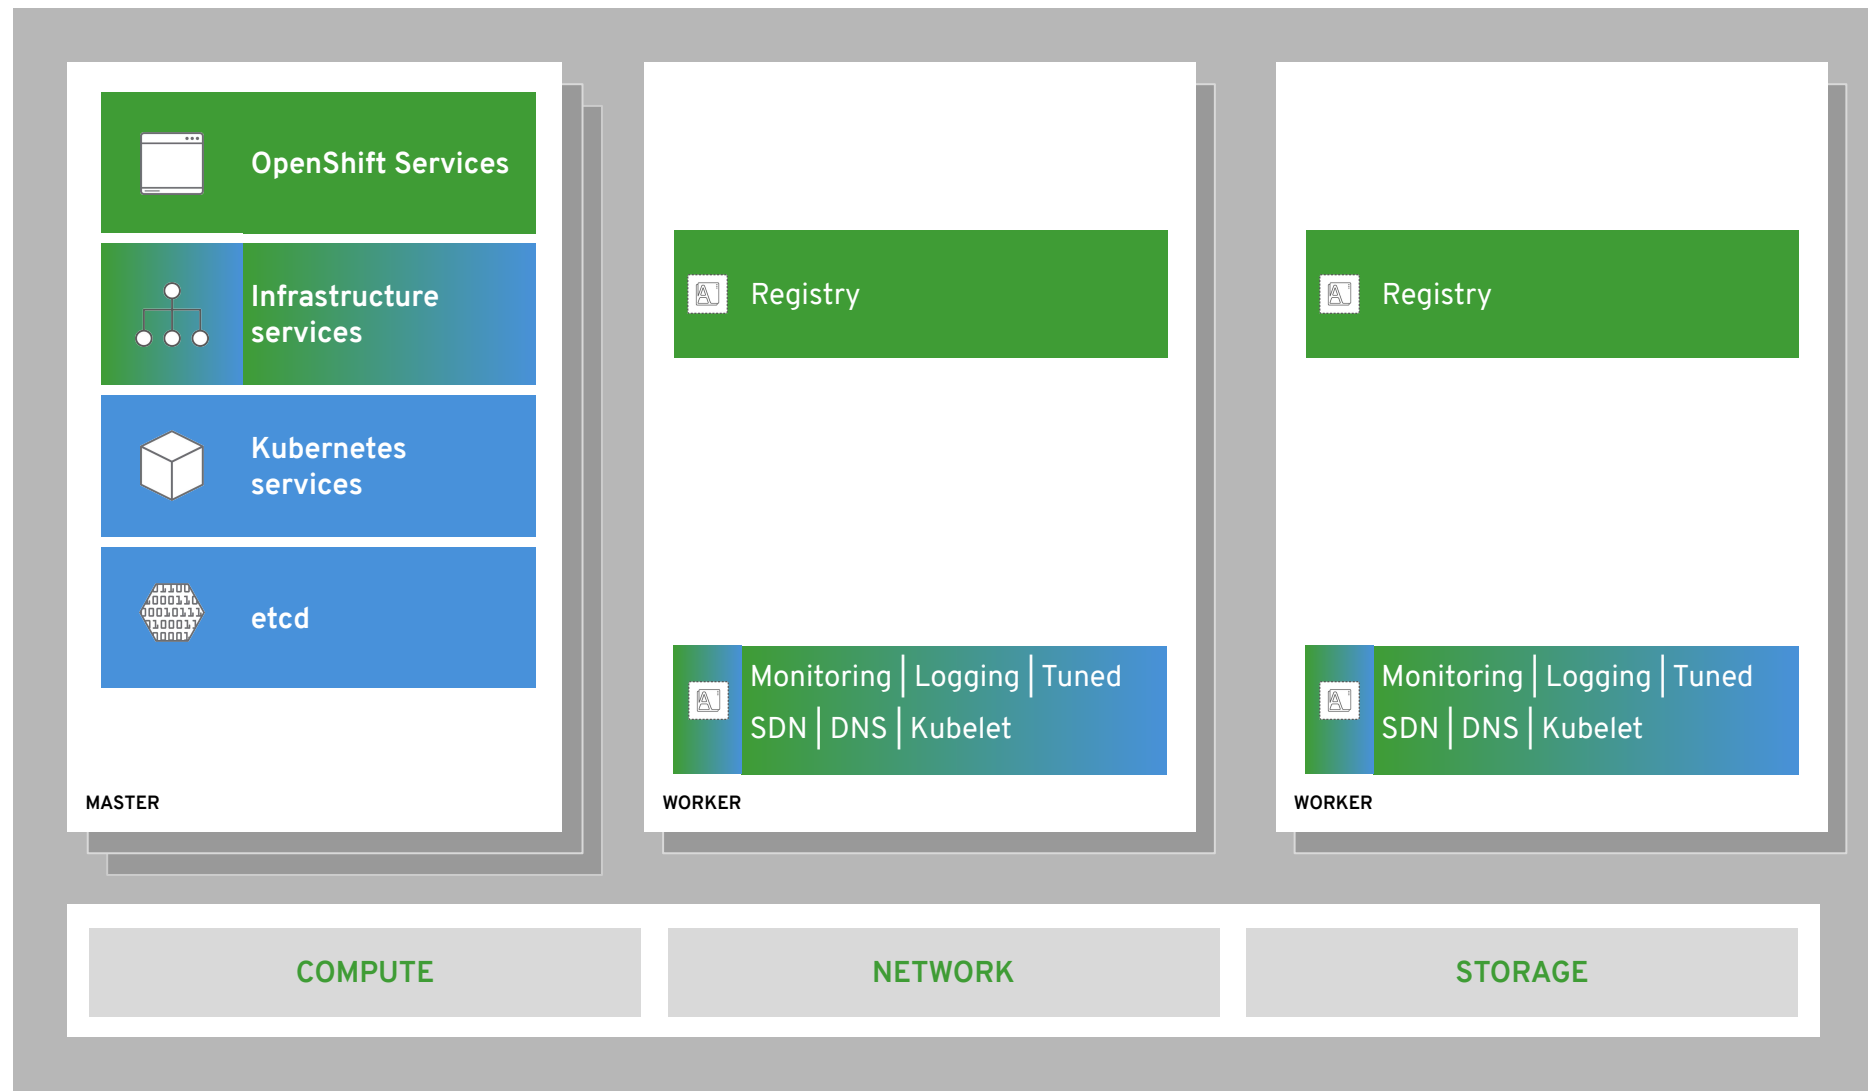 OpenShift Services
Infrastructure
services
Kubernetes
services
etcd
MASTER
Registry
Monitoring | Logging | Tuned
SDN | DNS | Kubelet
WORKER
Registry
Monitoring | Logging | Tuned
SDN | DNS | Kubelet
WORKER
COMPUTE
NETWORK
STORAGE